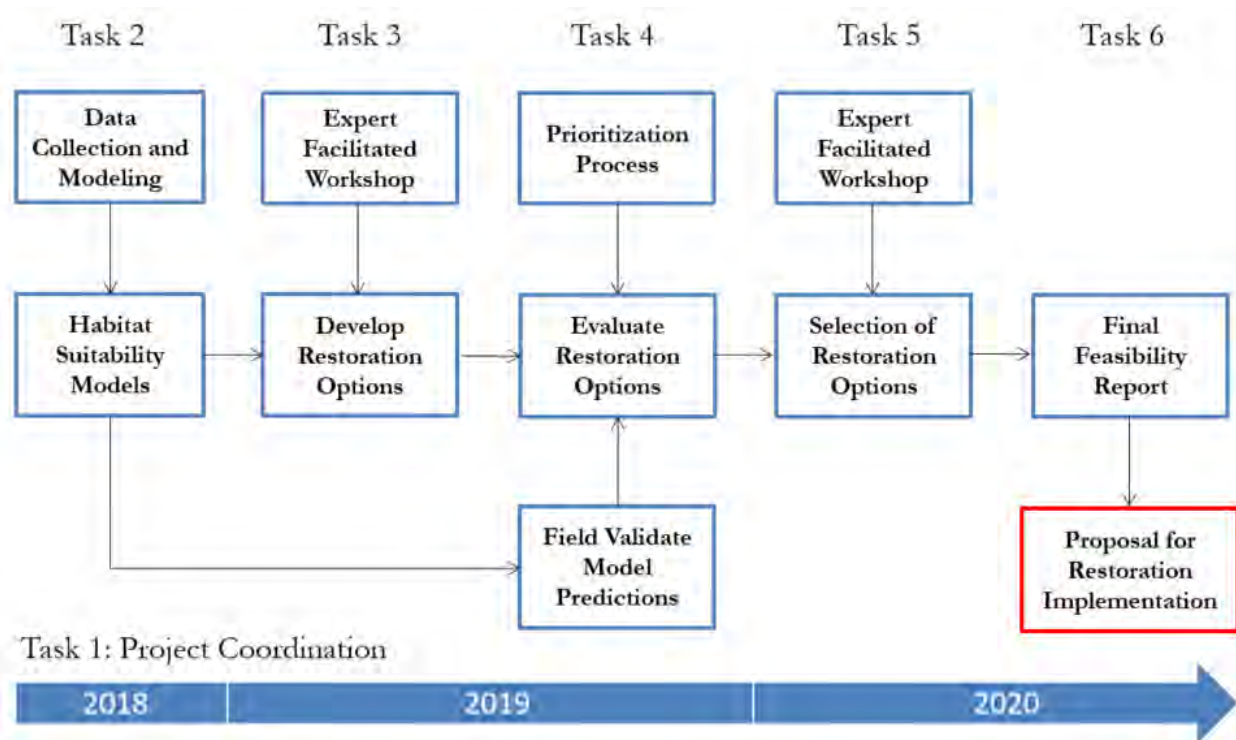 Task 2
Task 3
Task 4
Task 5
Task 6
Data
Collection and
Modeling
Expert
Facilitated
Workshop
Prioritization
Process
Expert
Facilitated
Workshop
Habitat
Suitability
Models
Develop
Restoration
Options
Evaluate
Restoration
Options
Selection of
Restoration
Options
Final
Feasibility
Report
Field Validate
Model
Predictions
Proposal for
Restoration
Implementation
Task 1: Project Coordination
2018
2019
2020